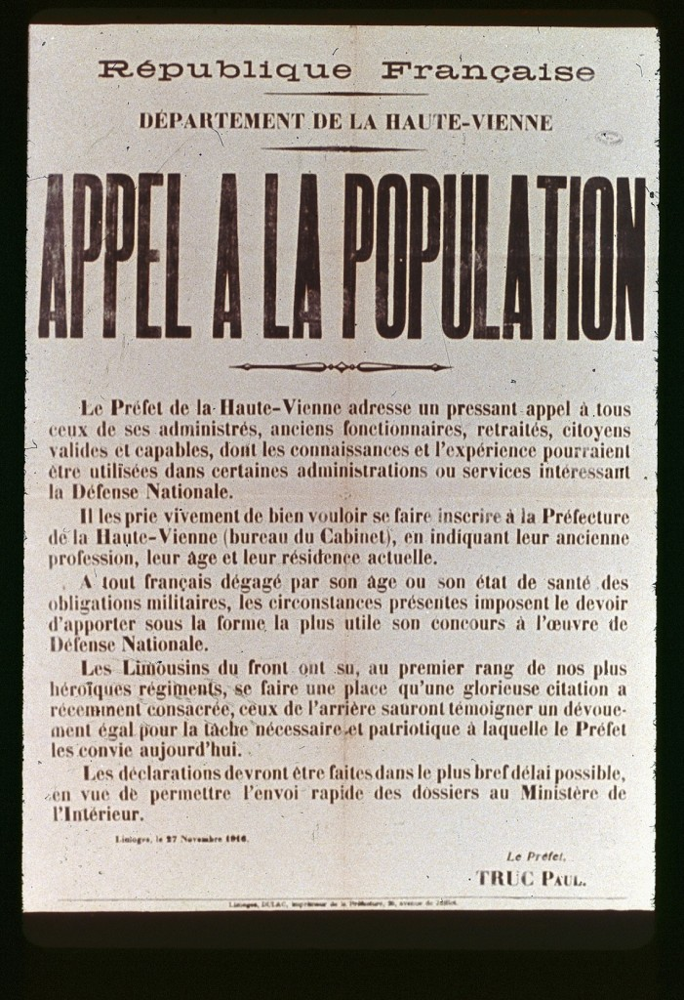 République Française
DÉPARTEMENT DE LA HAUTE-VIENNE
APPEL A LA POPULATION
Le Préfet de la Haute-Vienne adresse un pressant appel à tous
ceux de ses administrés, anciens fonctionnaires, retraités, citoyens
valides et capables, dont les connaissances et l'expérience pourraient
être utilisées dans certaines administrations ou services intéressant
la Défense Nationale.
Il les prie vivement de bien vouloir se faire inscrire à la Préfecture
de la Haute-Vienne (bureau du Cabinet), en indiquant leur ancienne
profession, leur âge et leur résidence actuelle.
A tout français dégagé par son âge ou son état de santé des
obligations militaires, les circonstances présentes imposent le devoir
d'apporter sous la forme la plus utile son concours à l'œuvre de
Défense Nationale.
Les Limousins du front ont su, au premier rang de nos plus
héroïques régiments, se faire une place qu'une glorieuse citation a
récemment consacrée, ceux de l'arrière sauront témoigner un dévoue-
ment égal pour la tâche nécessaire et patriotique à laquelle le Préfet
les convie aujourd'hui.
Les déclarations devront être faites dans le plus bref délai possible,
en vue de permettre l'envoi rapide des dossiers au Ministère de
l'Intérieur.
Limoges, le 27 Novembre 1916.
Le Préfet,
TRUC PAUL.
Limoges, DULAC, imprimeur de la Préfecture, avenue de